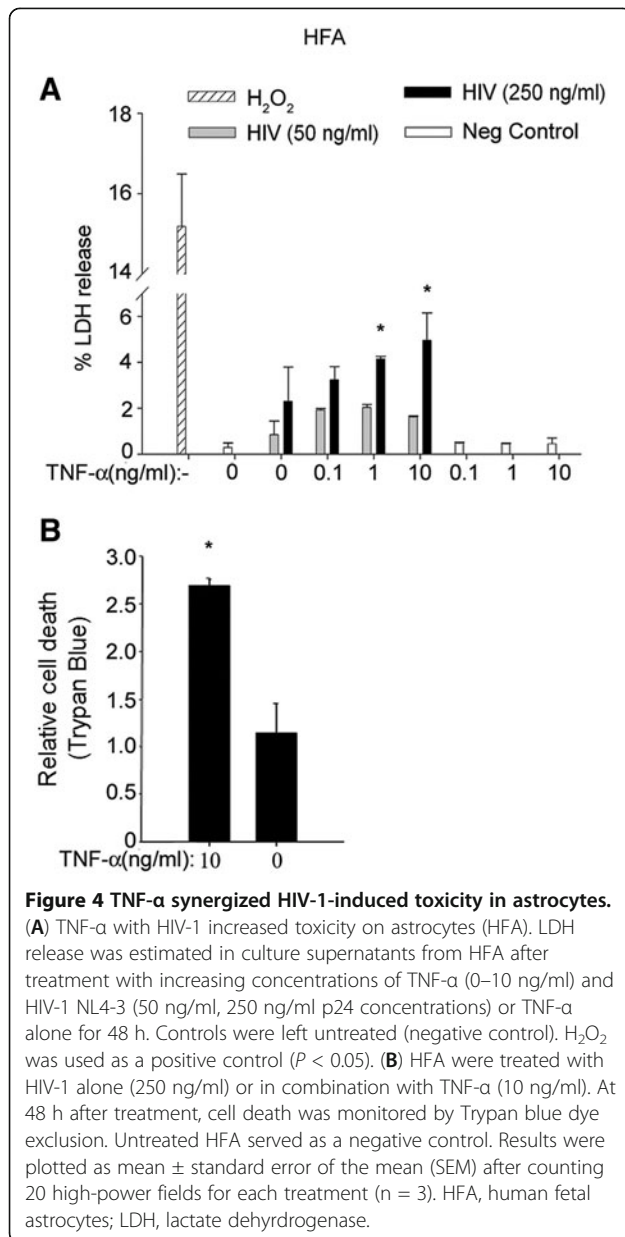 HFA
A
H₂O₂
HIV (250 ng/ml)
HIV (50 ng/ml)
Neg Control
18
16
14
6
4
2
0
% LDH release
*
*
TNF-α(ng/ml):- 0 0 0.1 1 10 0.1 1 10
B
*
3.0
2.5
2.0
1.5
1.0
0.5
0
Relative cell death
(Trypan Blue)
TNF-α(ng/ml): 10 0
Figure 4 TNF-α synergized HIV-1-induced toxicity in astrocytes.
(A) TNF-α with HIV-1 increased toxicity on astrocytes (HFA). LDH
release was estimated in culture supernatants from HFA after
treatment with increasing concentrations of TNF-α (0–10 ng/ml) and
HIV-1 NL4-3 (50 ng/ml, 250 ng/ml p24 concentrations) or TNF-α
alone for 48 h. Controls were left untreated (negative control). H₂O₂
was used as a positive control (P < 0.05). (B) HFA were treated with
HIV-1 alone (250 ng/ml) or in combination with TNF-α (10 ng/ml). At
48 h after treatment, cell death was monitored by Trypan blue dye
exclusion. Untreated HFA served as a negative control. Results were
plotted as mean ± standard error of the mean (SEM) after counting
20 high-power fields for each treatment (n = 3). HFA, human fetal
astrocytes; LDH, lactate dehyrdrogenase.